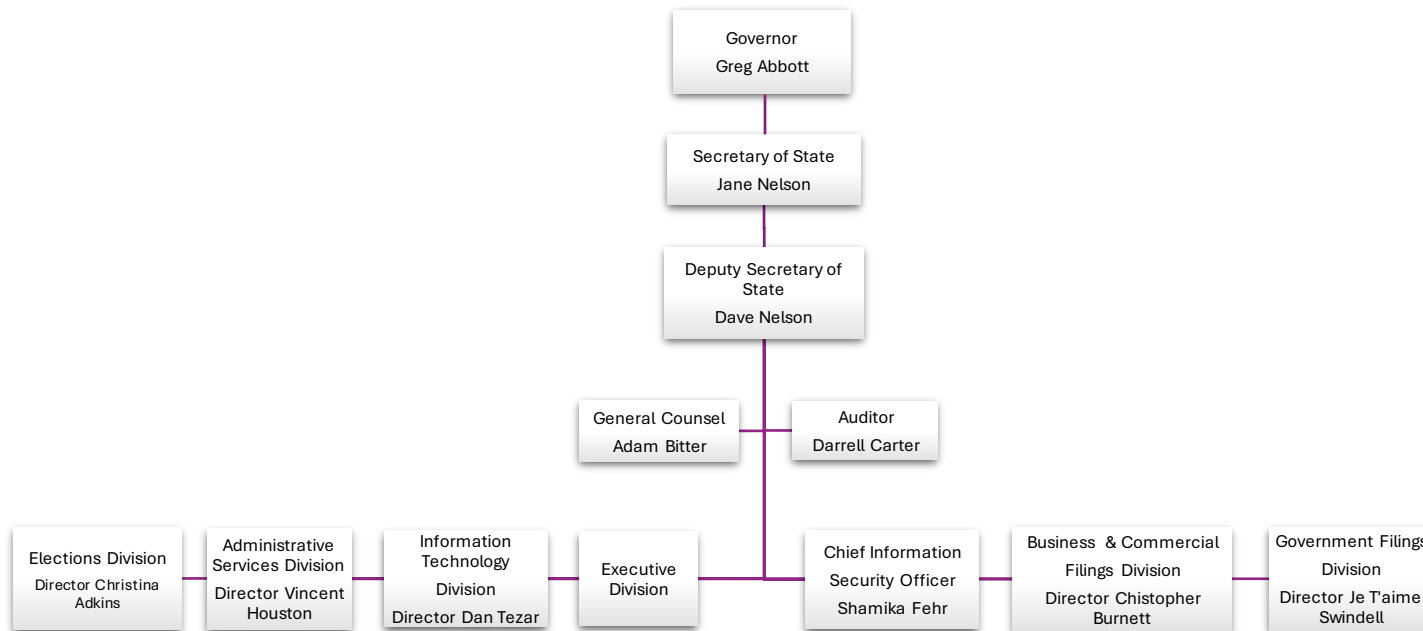 Governor
Greg Abbott
Secretary of State
Jane Nelson
Deputy Secretary of
State
Dave Nelson
General Counsel
Adam Bitter
Auditor
Darrell Carter
Elections Division
Director Christina
Adkins
Administrative
Services Division
Director Vincent
Houston
Information
Technology
Division
Director Dan Tezar
Executive
Division
Chief Information
Security Officer
Shamika Fehr
Business & Commercial
Filings Division
Director Chistopher
Burnett
Government Filings
Division
Director Je T'aime
Swindell